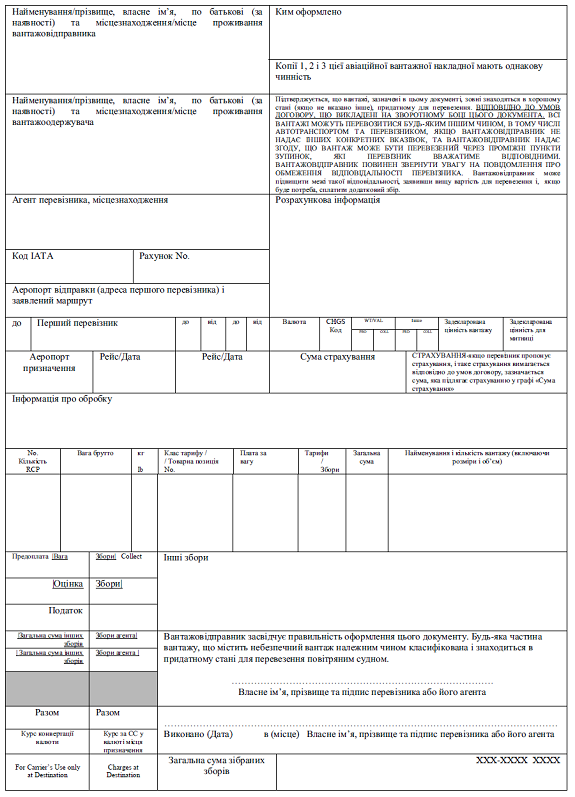 Найменування/прізвище, власне ім’я, по батькові (за
наявності) та місцезнаходження/місце проживання
вантажовідправника
Ким оформлено
Копії 1, 2 і 3 цієї авіаційної вантажної накладної мають однакову
чинність
Найменування/прізвище, власне ім’я, по батькові (за
наявності) та місцезнаходження/місце проживання
вантажоодержувача
Підтверджується, що вантажі, зазначені в цьому документі, зовні знаходяться в хорошому
стані (якщо не вказано інше), придатному для перевезення. ВІДПОВІДНО ДО УМОВ
ДОГОВОРУ, ЩО ВИКЛАДЕНІ НА ЗВОРОТНОМУ БОЦІ ЦЬОГО ДОКУМЕНТА, ВСІ
ВАНТАЖІ МОЖУТЬ ПЕРЕВОЗИТИСЯ БУДЬ-ЯКИМ ІНШИМ ЧИНОМ, В ТОМУ ЧИСЛІ
АВТОТРАНСПОРТОМ ТА ПЕРЕВІЗНИКОМ, ЯКЩО ВАНТАЖОВІДПРАВНИК НЕ
НАДАЄ ІНШИХ КОНКРЕТНИХ ВКАЗІВОК, ТА ВАНТАЖОВІДПРАВНИК НАДАЄ
ЗГОДУ, ЩО ВАНТАЖ МОЖЕ БУТИ ПЕРЕВЕЗЕНИЙ ЧЕРЕЗ ПРОМІЖНІ ПУНКТИ
ЗУПИНОК, ЯКІ ПЕРЕВІЗНИК ВВАЖАТИМЕ ВІДПОВІДНИМИ.
ВАНТАЖОВІДПРАВНИК ПОВИНЕН ЗВЕРНУТИ УВАГУ НА ПОВІДОМЛЕННЯ ПРО
ОБМЕЖЕННЯ ВІДПОВІДАЛЬНОСТІ ПЕРЕВІЗНИКА. Вантажовідправник може
підвищити межі такої відповідальності, заявивши вищу вартість для перевезення і, якщо
буде потреба, сплатити додатковий збір.
Агент перевізника, місцезнаходження
Розрахункова інформація
Код IATA
Рахунок No.
Аеропорт відправки (адреса першого перевізника) і
заявлений маршрут
до
Перший перевізник
до
від
до
від
Валюта
CHGS
Код
WT/VAL
PPD
COLL
PPD
COLL
Задекларована
цінність вантажу
Задекларована
цінність для
митниці
Аеропорт
призначення
Рейс/Дата
Рейс/Дата
Сума страхування
СТРАХУВАННЯ-якщо перевізник пропонує
страхування, і таке страхування вимагається
відповідно до умов договору, зазначається
сума, яка підлягає страхуванню у графі «Сума
страхування»
Інформація про обробку
No.
Кількість
RCP
Вага брутто
кг
lb
Клас тарифу /
/ Товарна позиція
No.
Плата за
вагу
Тарифи
/
Збори
Загальна
сума
Найменування і кількість вантажу (включаючи
розміри і об’єм)
Предоплата |Вага
Збори| Collect
Інші збори
|Оцінка
Збори|
Податок
|Загальна сума інших
зборів
Збори агента|
|Загальна сума інших
зборів
Збори агента |
Вантажовідправник засвідчує правильність оформлення цього документу. Будь-яка частина
вантажу, що містить небезпечний вантаж належним чином класифікована і знаходиться в
придатному стані для перевезення повітряним судном.
Власне ім’я, прізвище та підпис перевізника або його агента
Разом
Разом
Курс конвертації
валюти
Курс за CC у
валюті місця
призначення
Виконано (Дата) в (місце) Власне ім’я, прізвище та підпис перевізника або його агента
For Carrier’s Use only
at Destination
Charges at
Destination
Загальна сума зібраних
зборів
XXX-XXXX XXXX